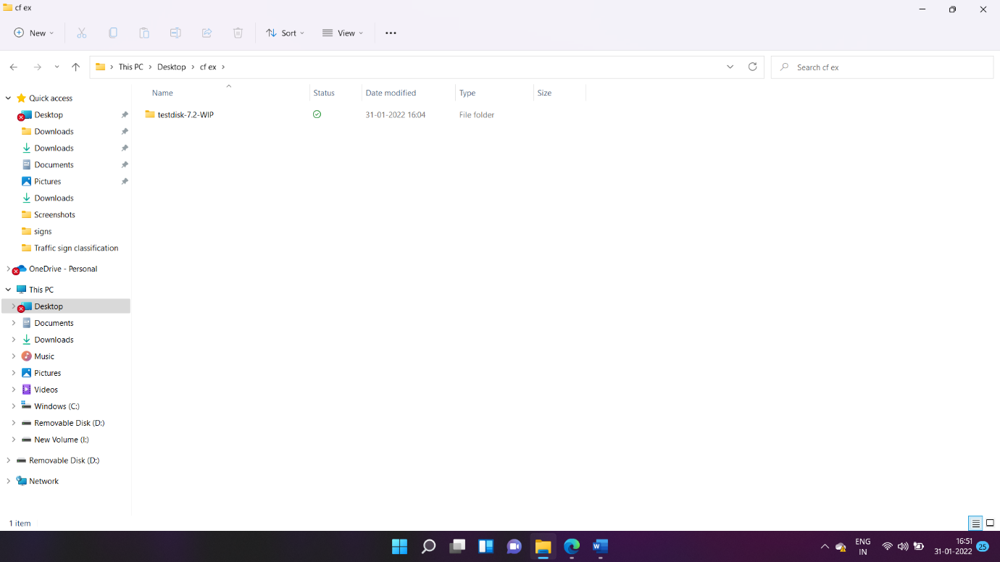 cf ex
New
Sort
View
This PC
Desktop
cf ex
Search cf ex
Name
Status
Date modified
Type
Size
testdisk-7.2-WIP
31-01-2022 16:04
File folder
Quick access
Desktop
Downloads
Downloads
Documents
Pictures
Downloads
Screenshots
signs
Traffic sign classification
OneDrive - Personal
This PC
Desktop
Documents
Downloads
Music
Pictures
Videos
Windows (C:)
Removable Disk (D:)
New Volume (I:)
Removable Disk (D:)
Network
1 item
W
ENG
IN
16:51
31-01-2022
25